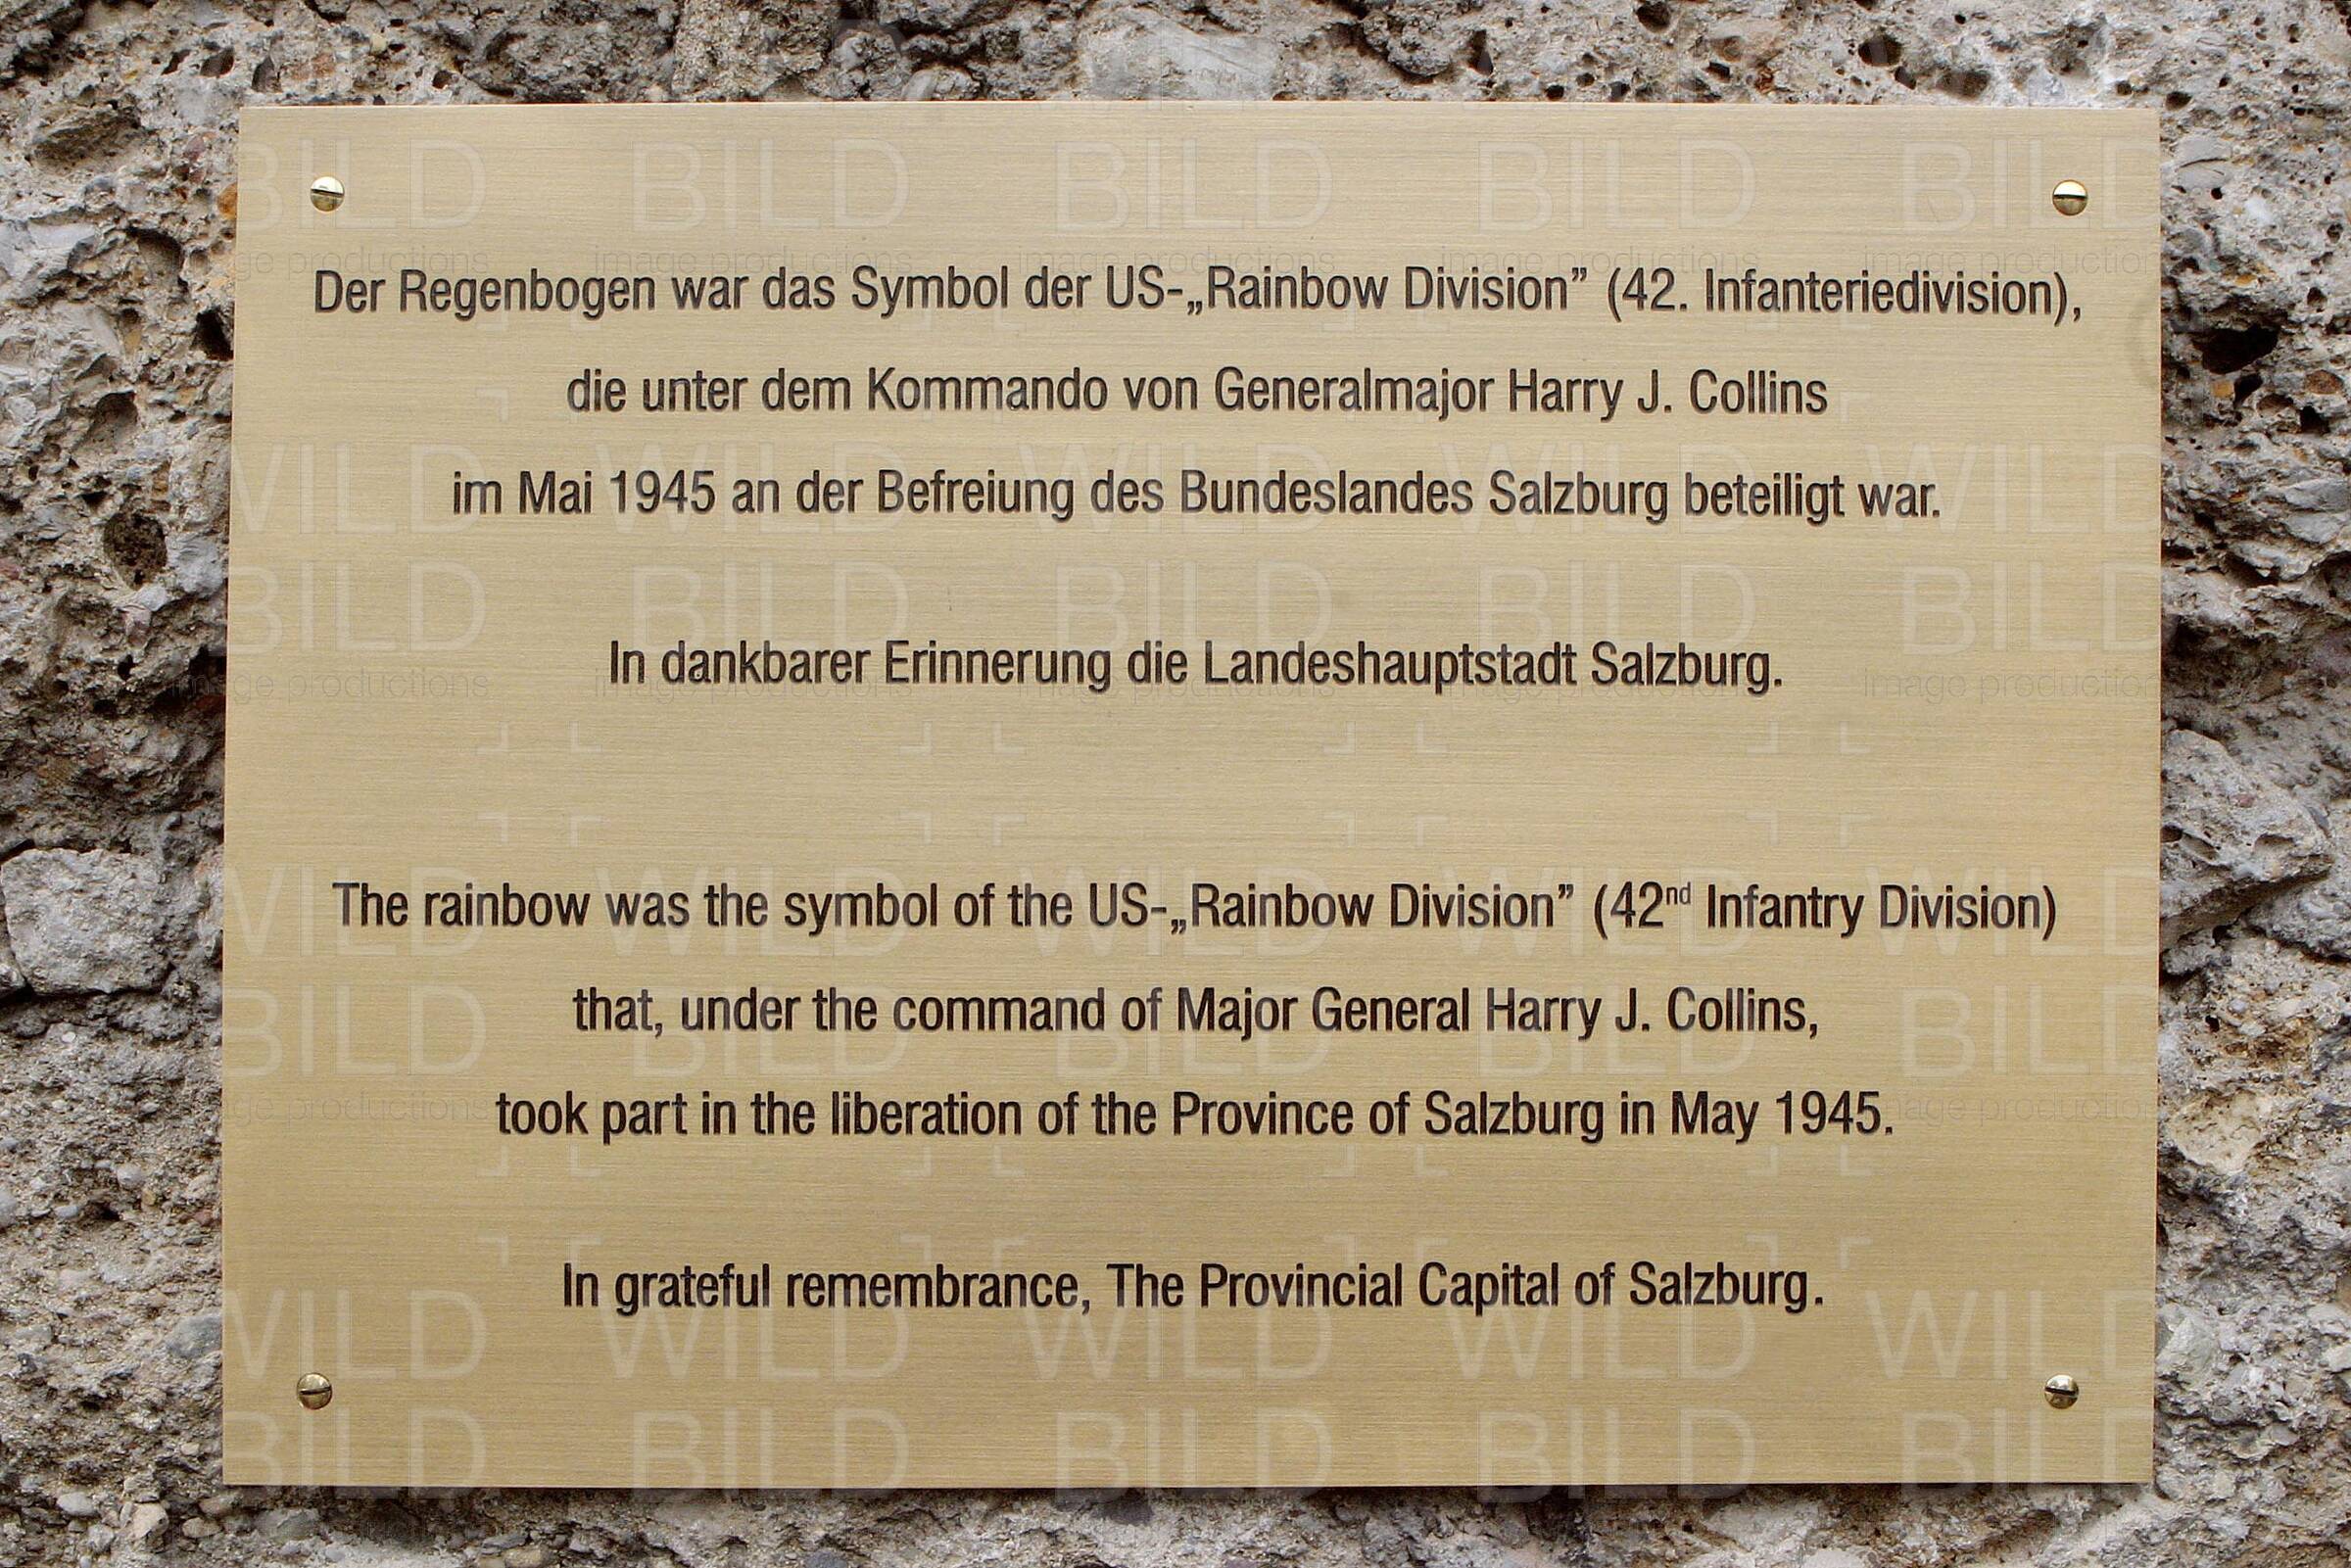 Der Regenbogen war das Symbol der US-„Rainbow Division” (42. Infanteriedivision),
die unter dem Kommando von Generalmajor Harry J. Collins
im Mai 1945 an der Befreiung des Bundeslandes Salzburg beteiligt war.
In dankbarer Erinnerung die Landeshauptstadt Salzburg.
The rainbow was the symbol of the US-„Rainbow Division” (42nd Infantry Division)
that, under the command of Major General Harry J. Collins,
took part in the liberation of the Province of Salzburg in May 1945.
In grateful remembrance, The Provincial Capital of Salzburg.
WILD
BILD
image productions